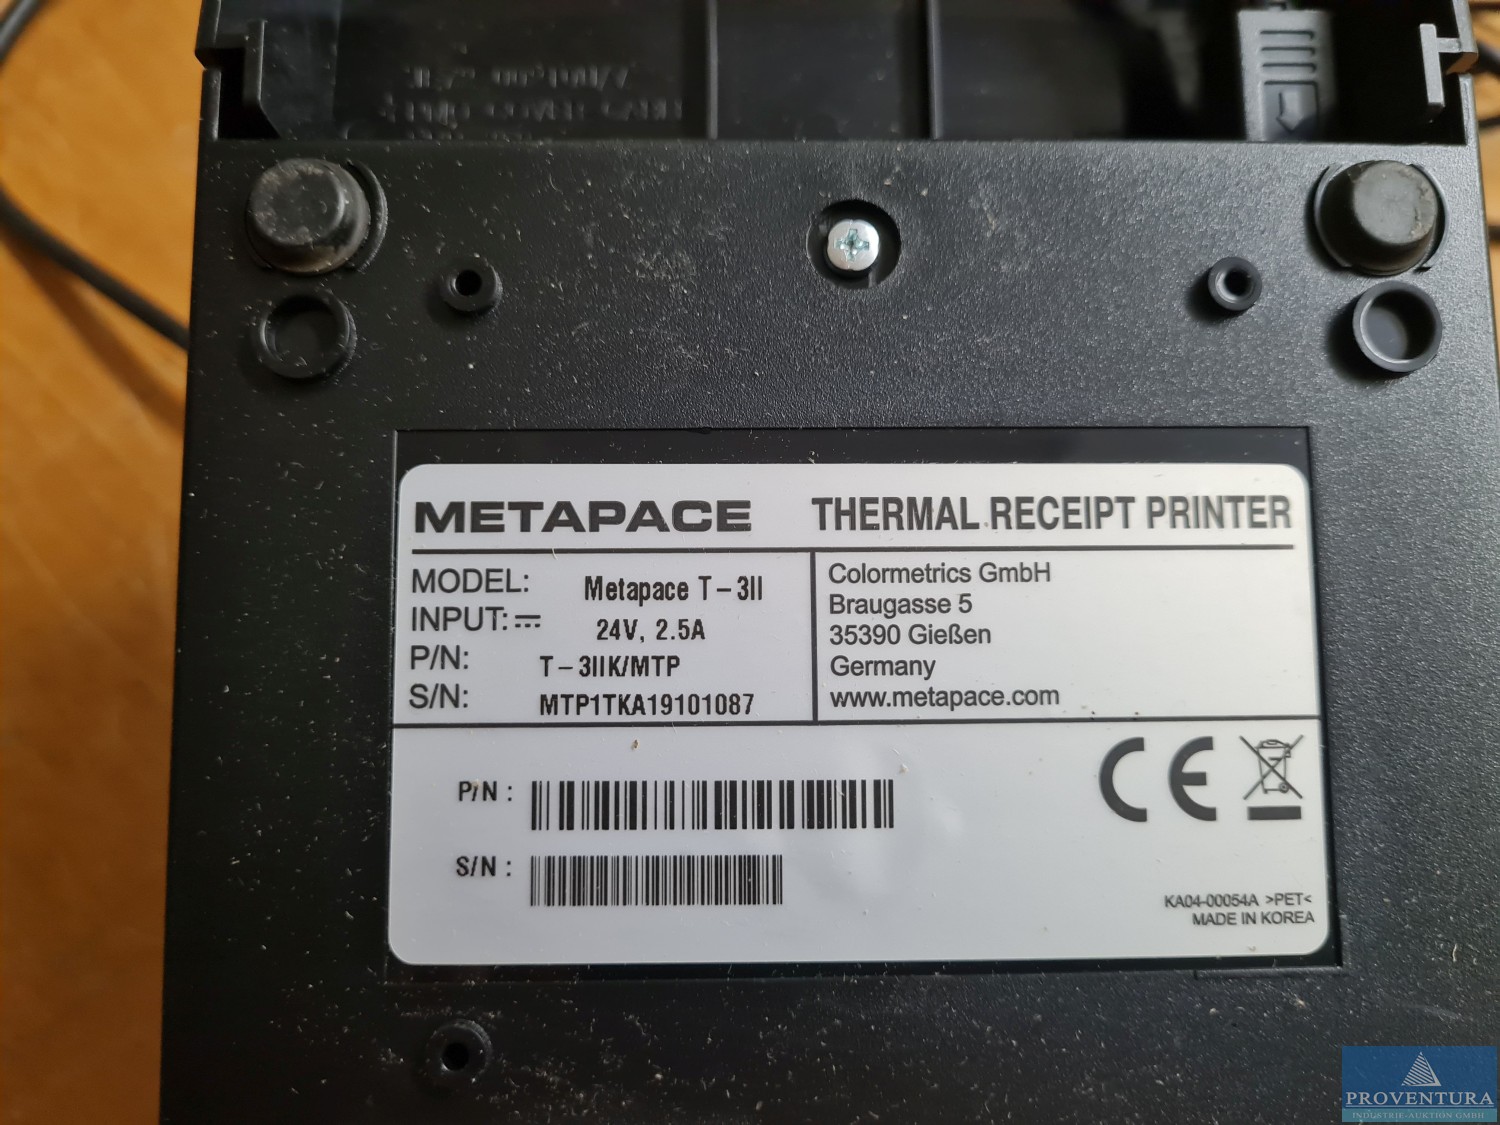 METAPACE THERMAL RECEIPT PRINTER
MODEL: Metapace T-3II
INPUT: 24V, 2.5A
P/N: T-3IIK/MTP
S/N: MTP1TKA19101087
Colormetrics GmbH
Braugasse 5
35390 Gießen
Germany
www.metapace.com
P/N :
S/N :
CE
KA04-00054A >PET<
MADE IN KOREA
PROVENTURA
INDUSTRIE-AUKTION GMBH